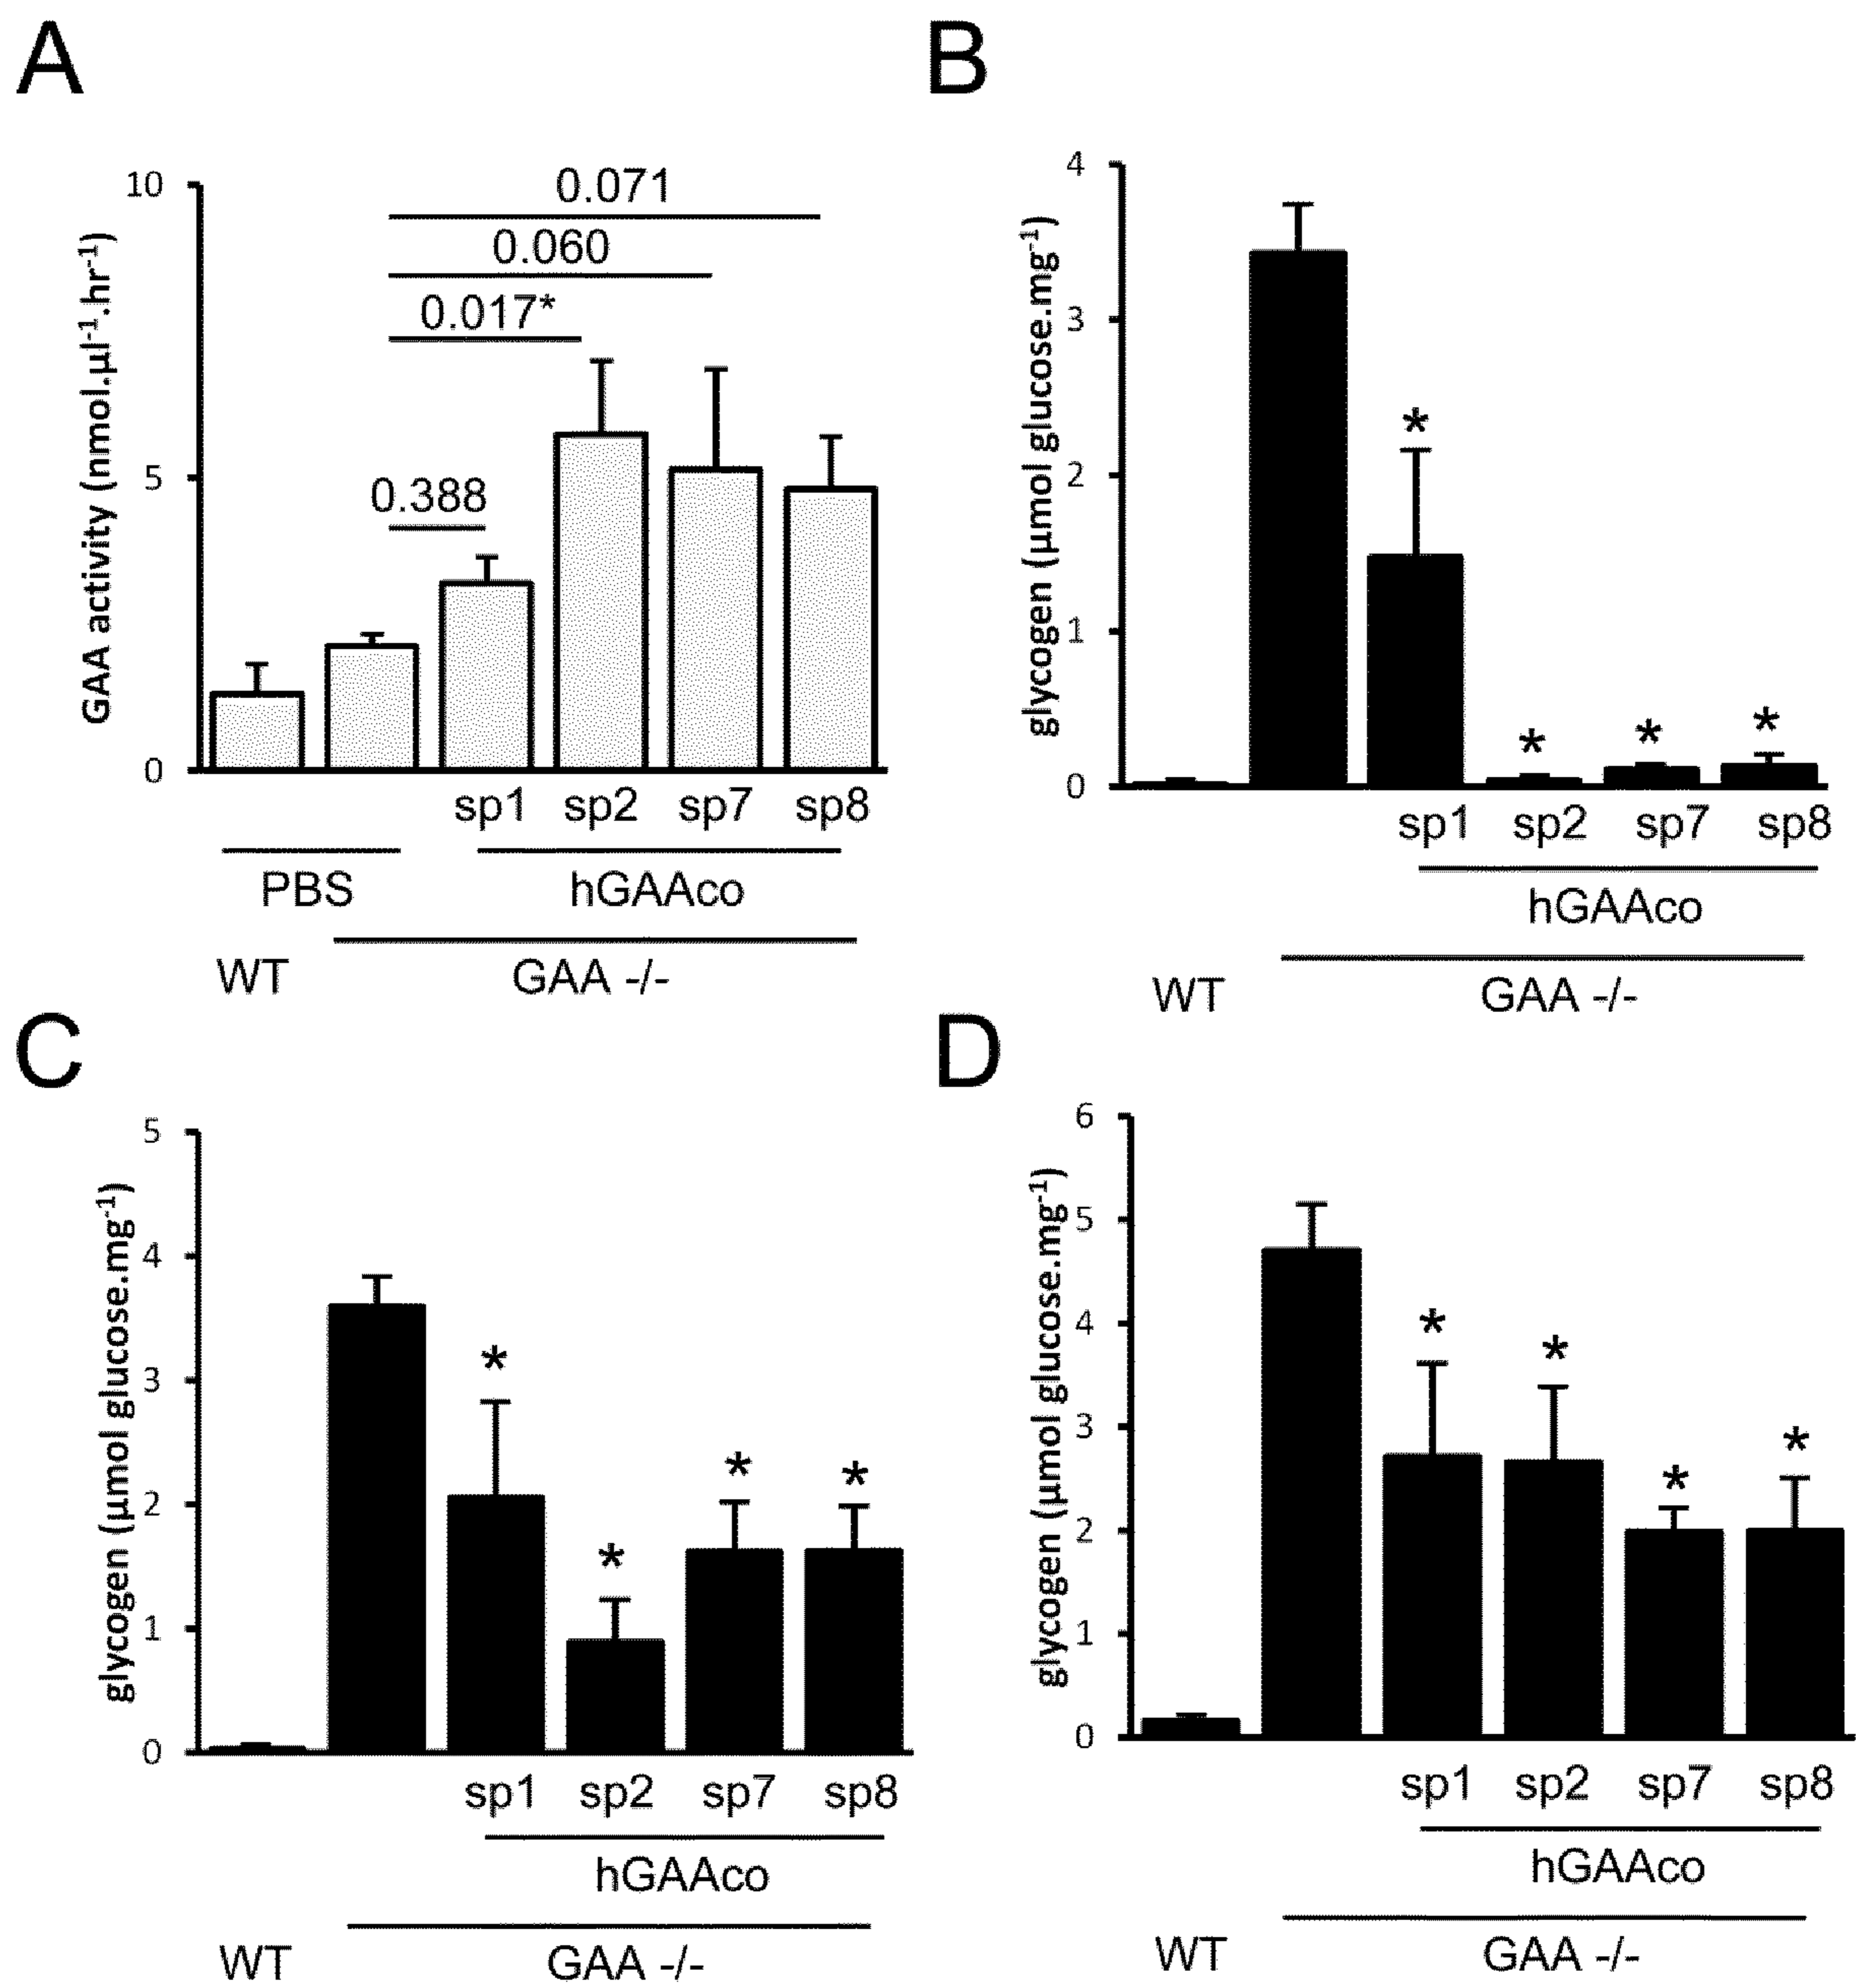 A
GAA activity (nmol.µl-1.hr-1)
10
5
0
0.071
0.060
0.017*
0.388
sp1 sp2 sp7 sp8
PBS hGAAco
WT GAA -/-
B
glycogen (µmol glucose.mg-1)
4
3
2
1
0
*
* * *
sp1 sp2 sp7 sp8
hGAAco
WT GAA -/-
C
glycogen (µmol glucose.mg-1)
5
4
3
2
1
0
* * * *
sp1 sp2 sp7 sp8
hGAAco
WT GAA -/-
D
glycogen (µmol glucose.mg-1)
6
5
4
3
2
1
0
* * * *
sp1 sp2 sp7 sp8
hGAAco
WT GAA -/-